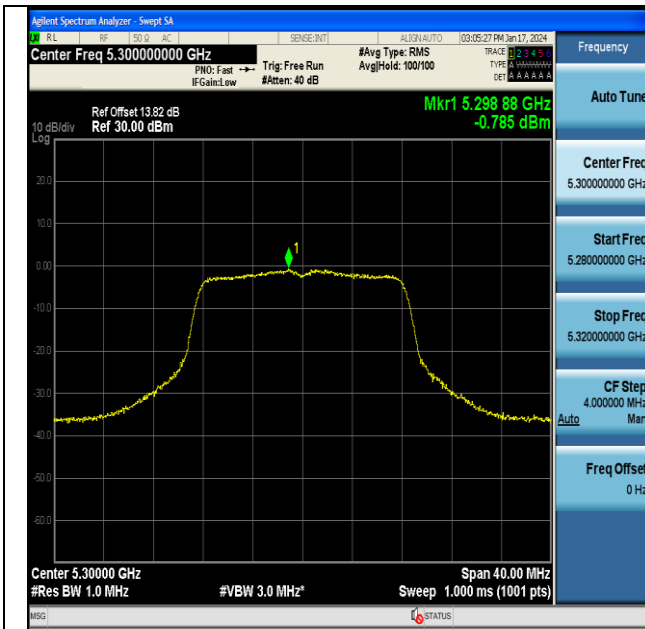 Agilent Spectrum Analyzer - Swept SA
LXI RL RF 50 Ω AC SENSE:INT ALIGNAUTO 03:05:27 PM Jan 17, 2024
Center Freq 5.300000000 GHz
#Avg Type: RMS
TRACE 1 2 3 4 5 6
PNO: Fast Trig: Free Run
Avg|Hold: 100/100
TYPE A
IFGain:Low #Atten: 40 dB
DET A A A A A A
Ref Offset 13.82 dB
Mkr1 5.298 88 GHz
10 dB/div Ref 30.00 dBm
-0.785 dBm
Log
20.0
10.0
1
0.00
-10.0
-20.0
-30.0
-40.0
-50.0
-60.0
Center 5.30000 GHz Span 40.00 MHz
#Res BW 1.0 MHz #VBW 3.0 MHz* Sweep 1.000 ms (1001 pts)
MSG STATUS
Frequency
Auto Tune
Center Freq
5.300000000 GHz
Start Freq
5.280000000 GHz
Stop Freq
5.320000000 GHz
CF Step
4.000000 MHz
Auto Man
Freq Offset
0 Hz